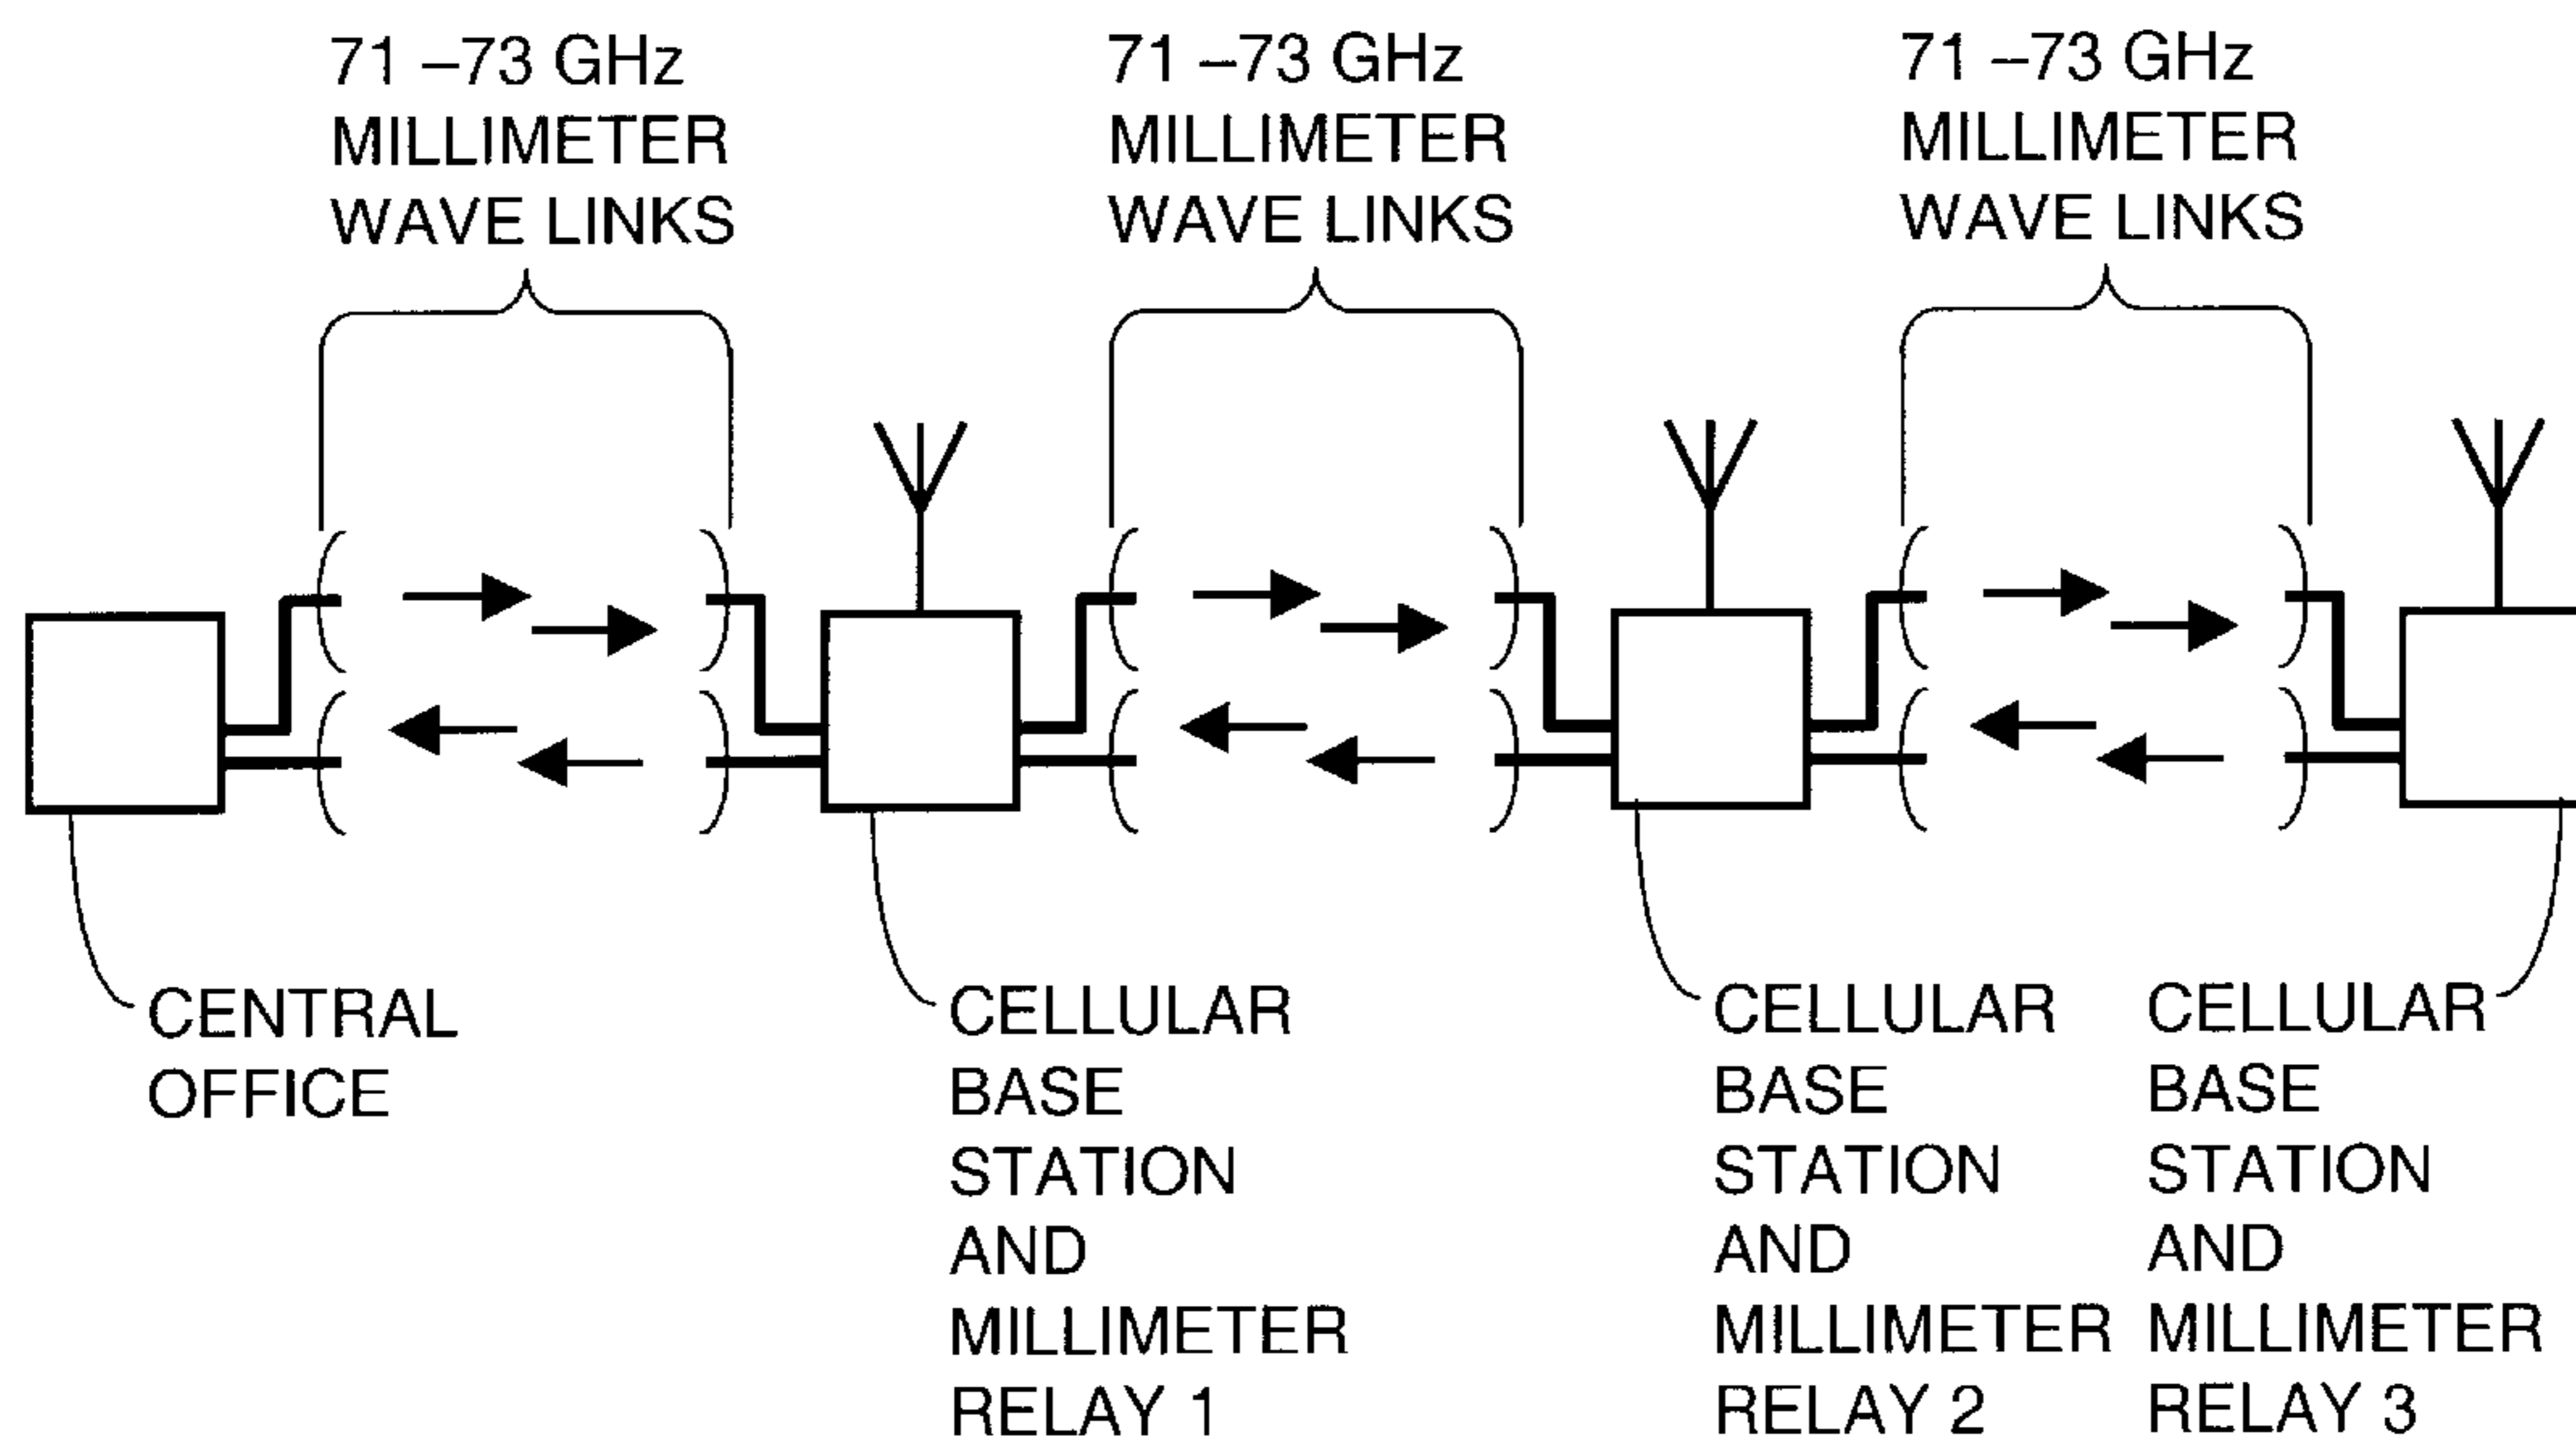 71 –73 GHz
MILLIMETER
WAVE LINKS
71 –73 GHz
MILLIMETER
WAVE LINKS
71 –73 GHz
MILLIMETER
WAVE LINKS
CENTRAL
OFFICE
CELLULAR
BASE
STATION
AND
MILLIMETER
RELAY 1
CELLULAR
BASE
STATION
AND
MILLIMETER
RELAY 2
CELLULAR
BASE
STATION
AND
MILLIMETER
RELAY 3